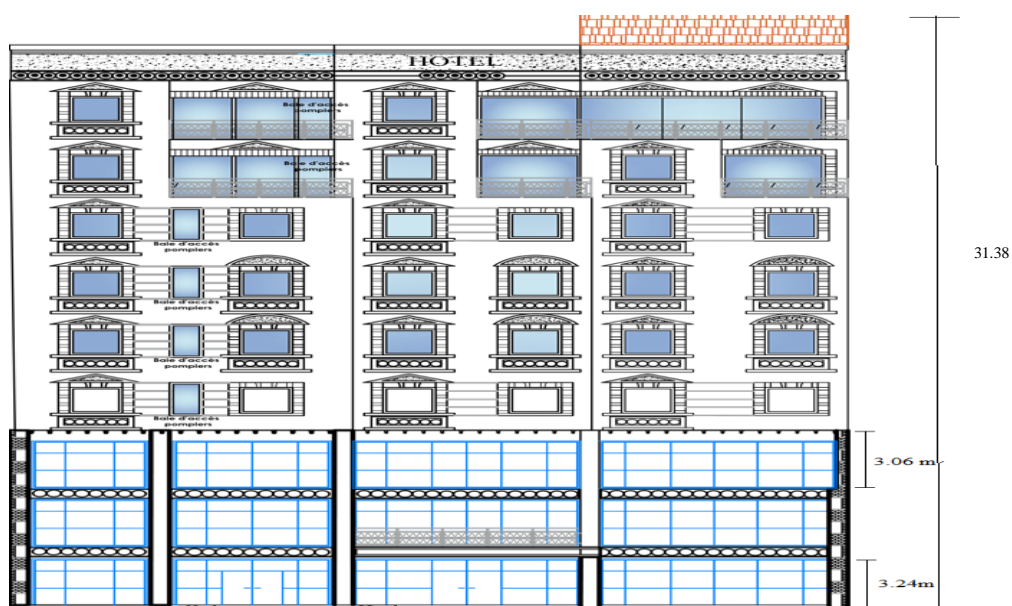 HOTEL
Baie d'accès
pompiers
Baie d'accès
pompiers
Baie d'accès
pompiers
31.38
Baie d'accès
pompiers
Baie d'accès
pompiers
Baie d'accès
pompiers
3.06 m
3.24m